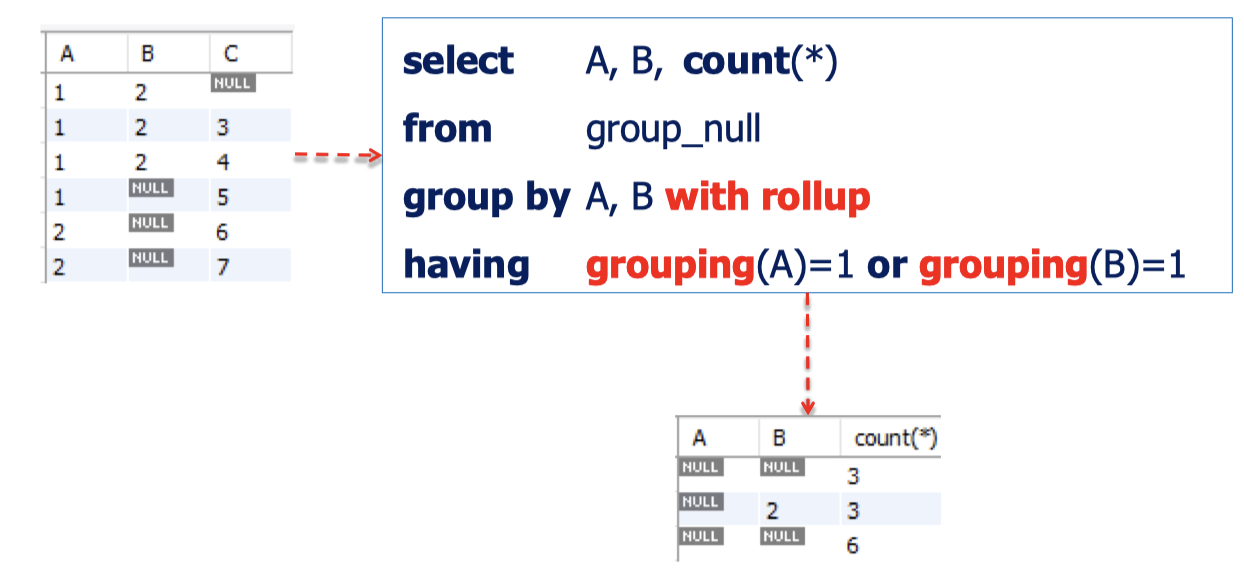 A B C
1 2 NULL
1 2 3
1 2 4
1 NULL 5
2 NULL 6
2 NULL 7
select A, B, count(*)
from group_null
group by A, B with rollup
having grouping(A)=1 or grouping(B)=1
A B count(*)
NULL NULL 3
NULL 2 3
NULL NULL 6